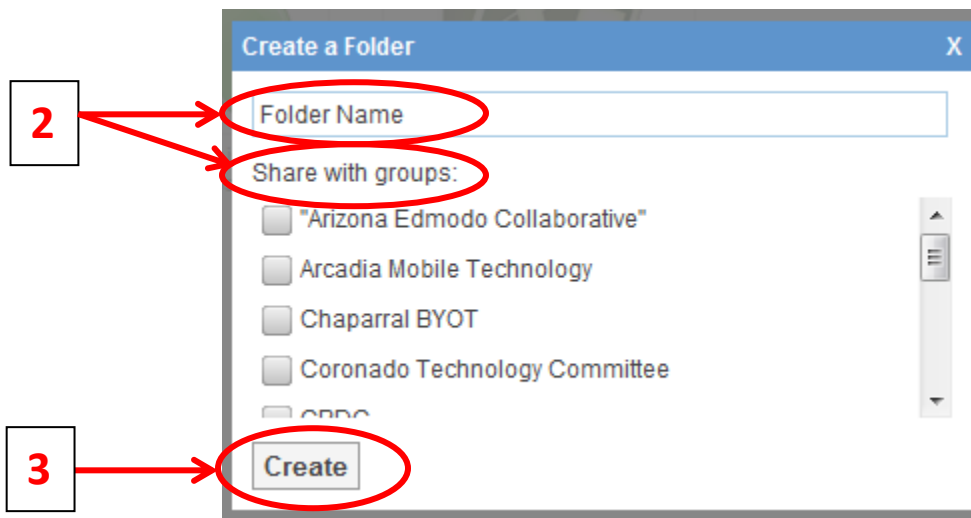 Create a Folder X
2
Folder Name
Share with groups:
"Arizona Edmodo Collaborative"
Arcadia Mobile Technology
Chaparral BYOT
Coronado Technology Committee
3
Create